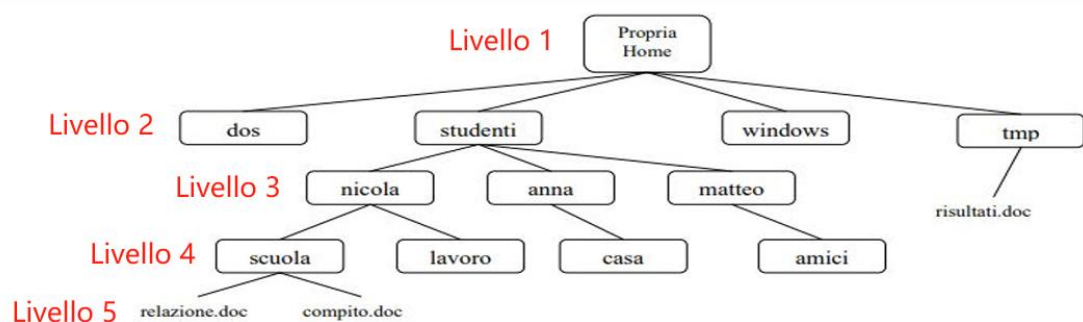 Livello 1
Propria
Home
Livello 2
dos
studenti
windows
tmp
Livello 3
nicola
anna
matteo
risultati.doc
Livello 4
scuola
lavoro
casa
amici
Livello 5
relazione.doc
compito.doc